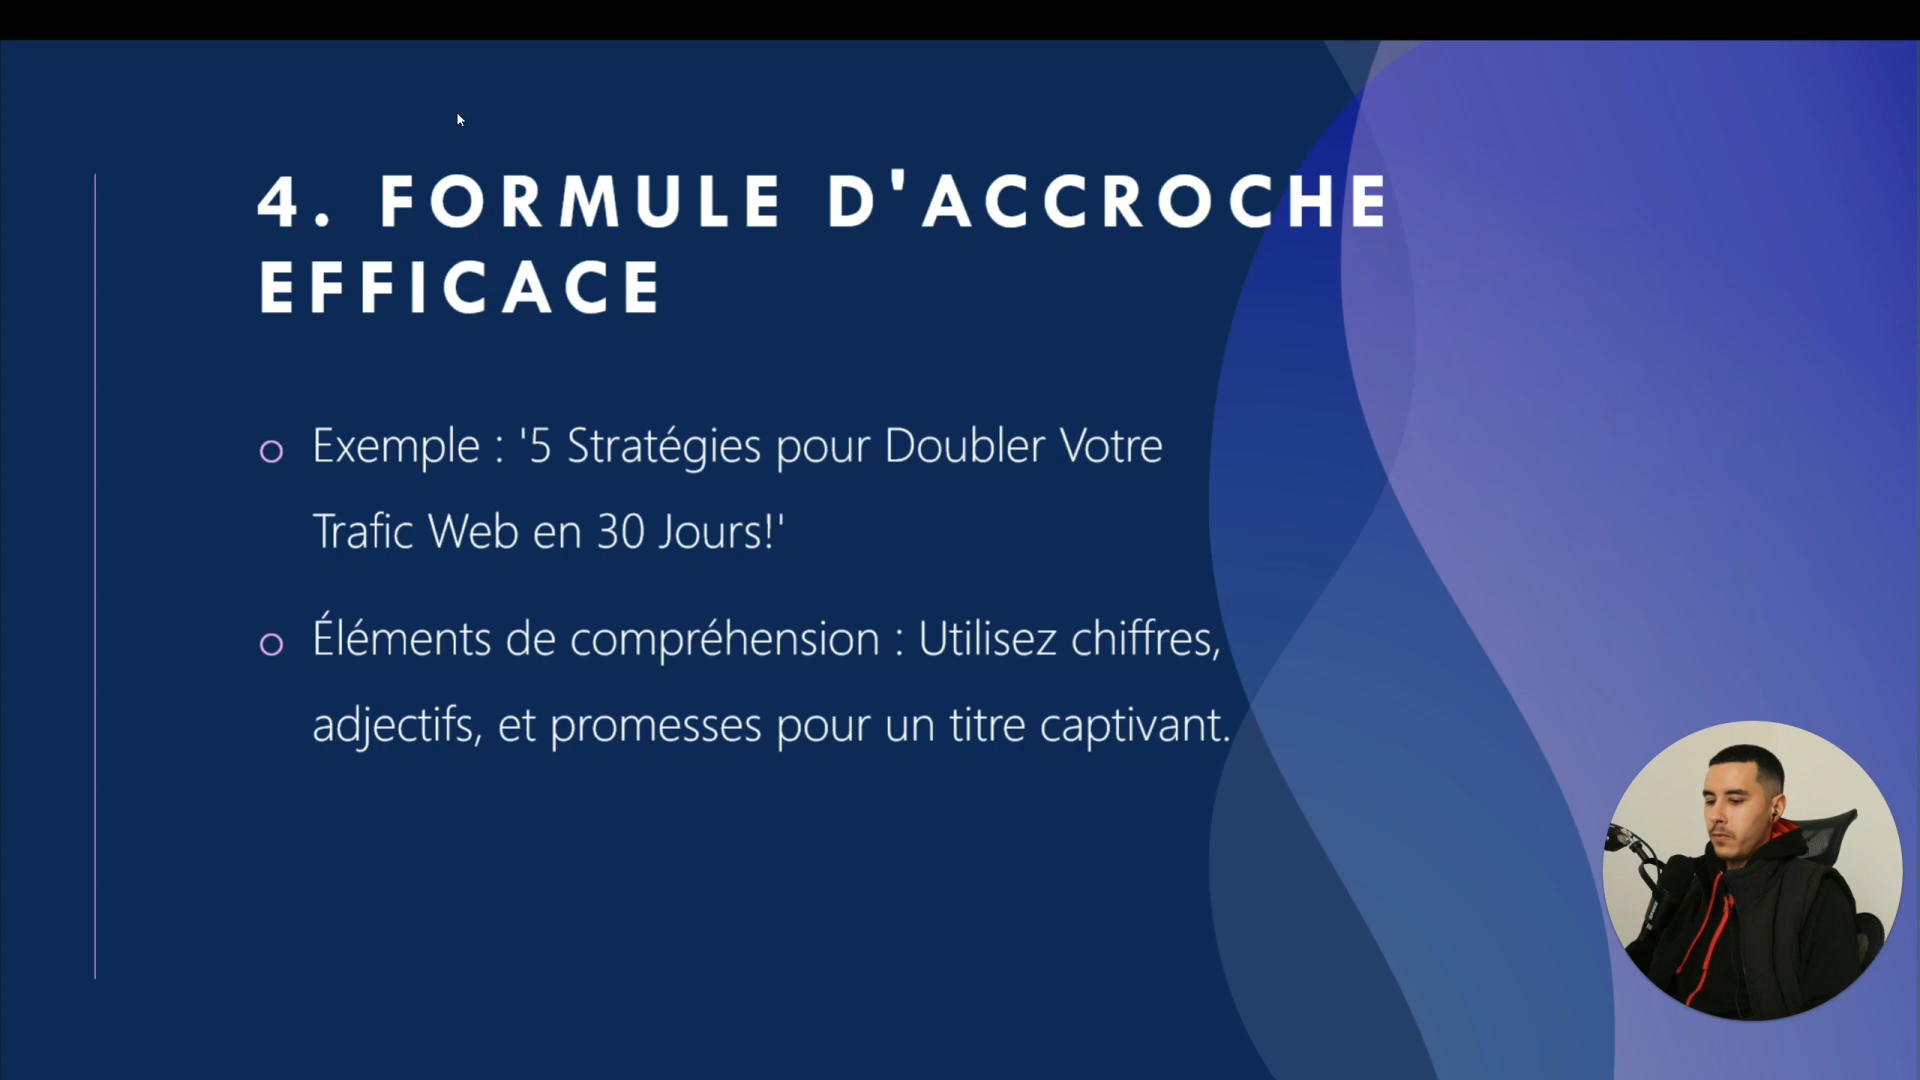 4. FORMULE D'ACCROCHE
EFFICACE
Exemple : '5 Stratégies pour Doubler Votre
Trafic Web en 30 Jours!'
Éléments de compréhension : Utilisez chiffres,
adjectifs, et promesses pour un titre captivant.